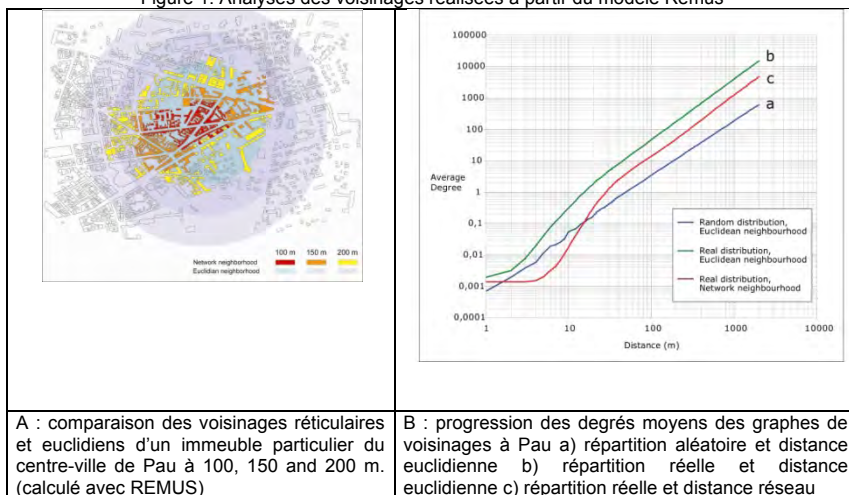 Figure 1. Analyses des voisinages réalisées à partir du modèle Remus
100 m 150 m 200 m
Network neighborhood
Euclidian neighborhood
100000
10000
1000
100
10
1
0,1
0,01
0,001
0,0001
Average
Degree
b
c
a
Random distribution,
Euclidean neighbourhood
Real distribution,
Euclidean neighbourhood
Real distribution,
Network neighbourhood
1 10 100 1000 10000
Distance (m)
A : comparaison des voisinages réticulaires
et euclidiens d'un immeuble particulier du
centre-ville de Pau à 100, 150 and 200 m.
(calculé avec REMUS)
B : progression des degrés moyens des graphes de
voisinages à Pau a) répartition aléatoire et distance
euclidienne b) répartition réelle et distance
euclidienne c) répartition réelle et distance réseau